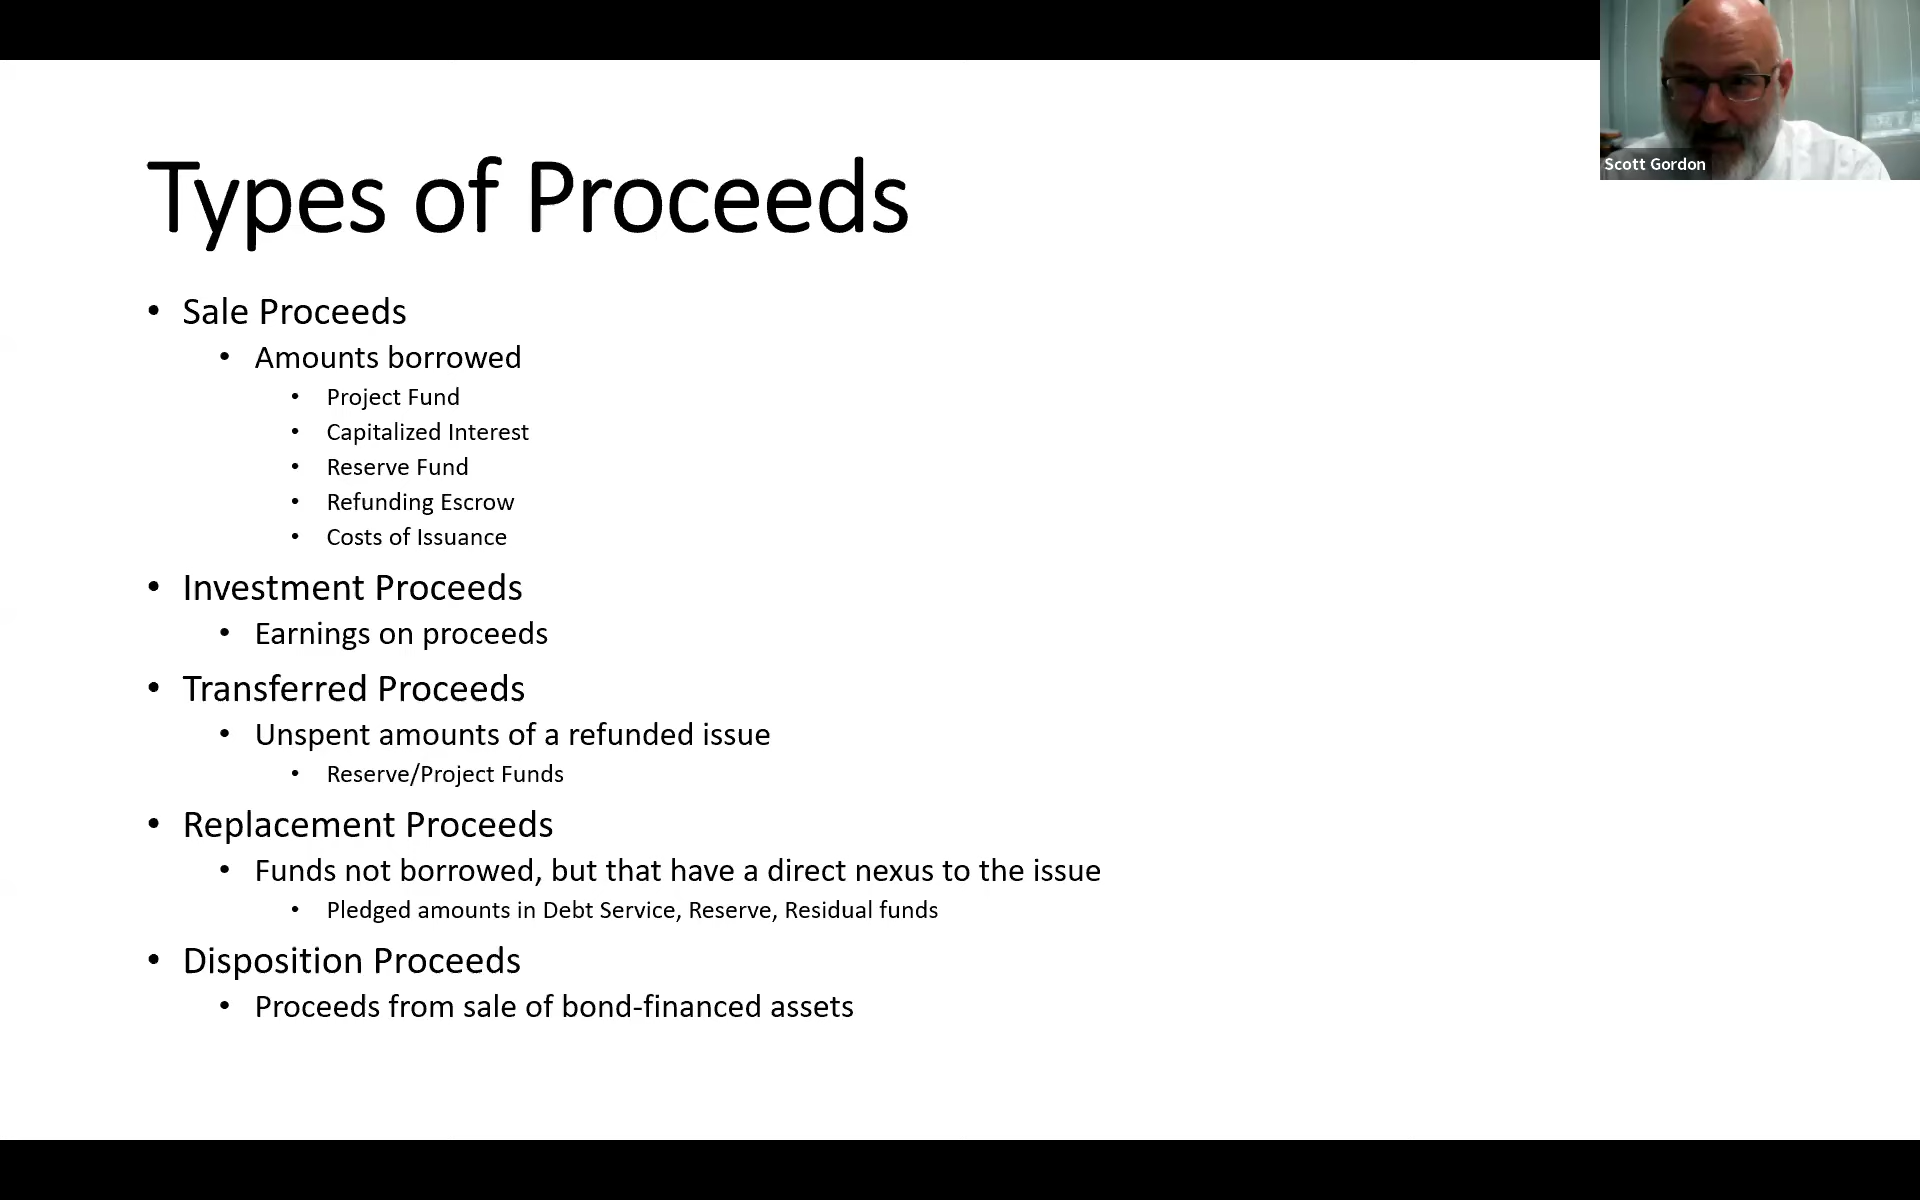 Scott Gordon
Types of Proceeds
• Sale Proceeds
• Amounts borrowed
• Project Fund
• Capitalized Interest
• Reserve Fund
• Refunding Escrow
• Costs of Issuance
• Investment Proceeds
• Earnings on proceeds
• Transferred Proceeds
• Unspent amounts of a refunded issue
• Reserve/Project Funds
• Replacement Proceeds
• Funds not borrowed, but that have a direct nexus to the issue
• Pledged amounts in Debt Service, Reserve, Residual funds
• Disposition Proceeds
• Proceeds from sale of bond-financed assets